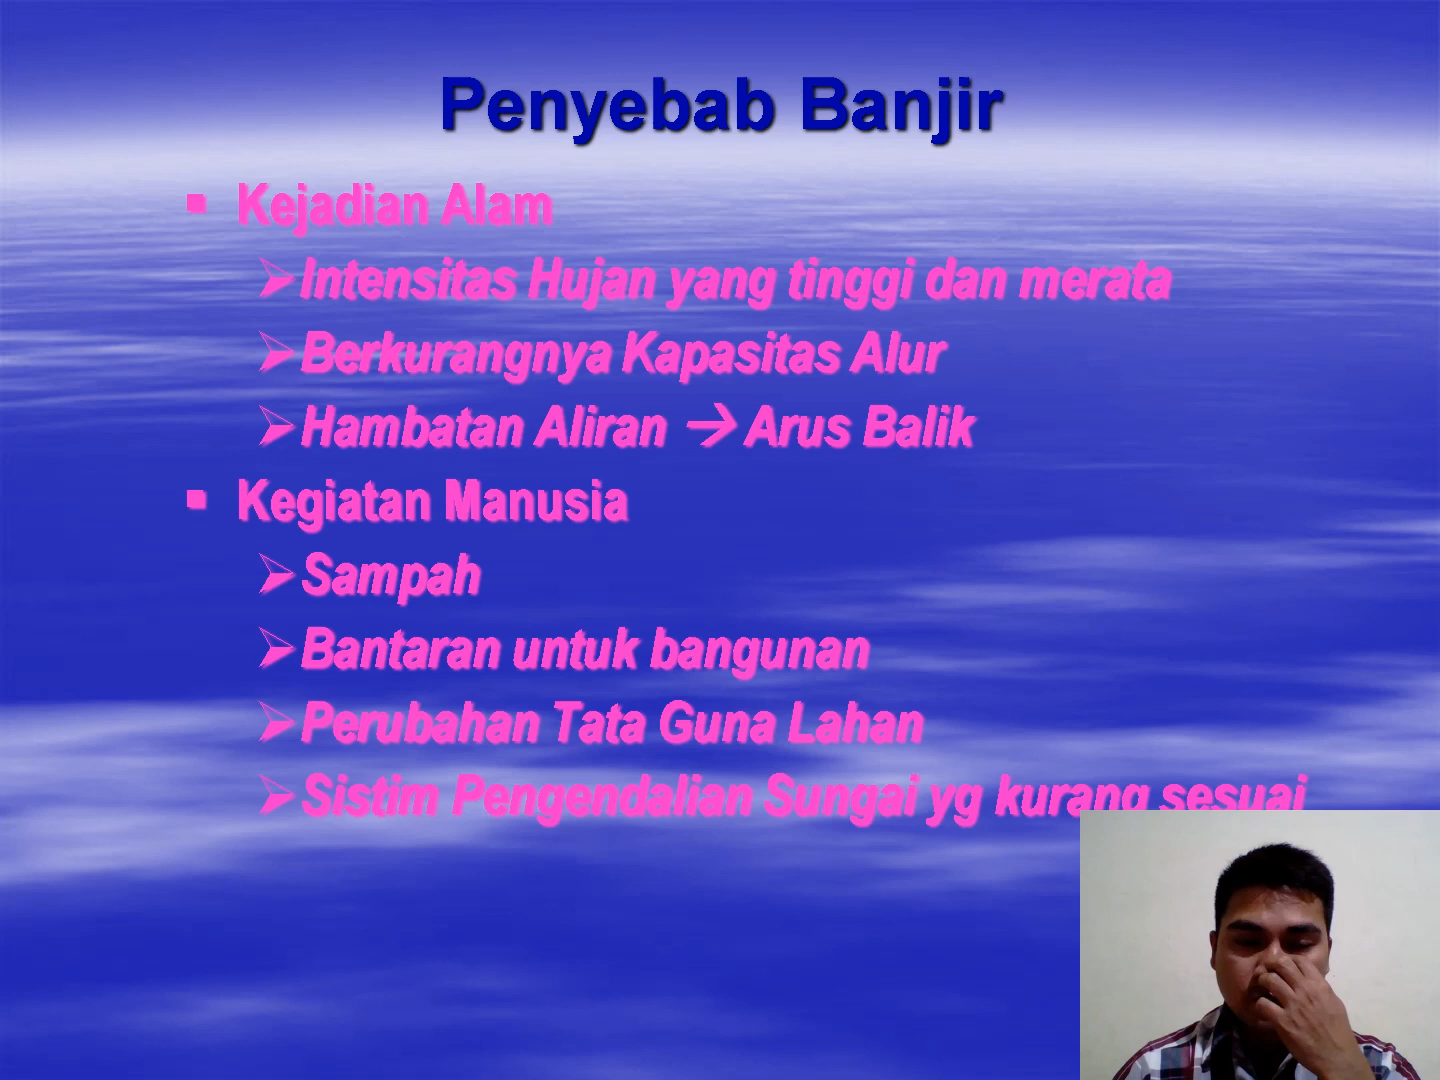 Penyebab Banjir
Kejadian Alam
Intensitas Hujan yang tinggi dan merata
Berkurangnya Kapasitas Alur
Hambatan Aliran → Arus Balik
Kegiatan Manusia
Sampah
Bantaran untuk bangunan
Perubahan Tata Guna Lahan
Sistim Pengendalian Sungai yg kurang sesuai